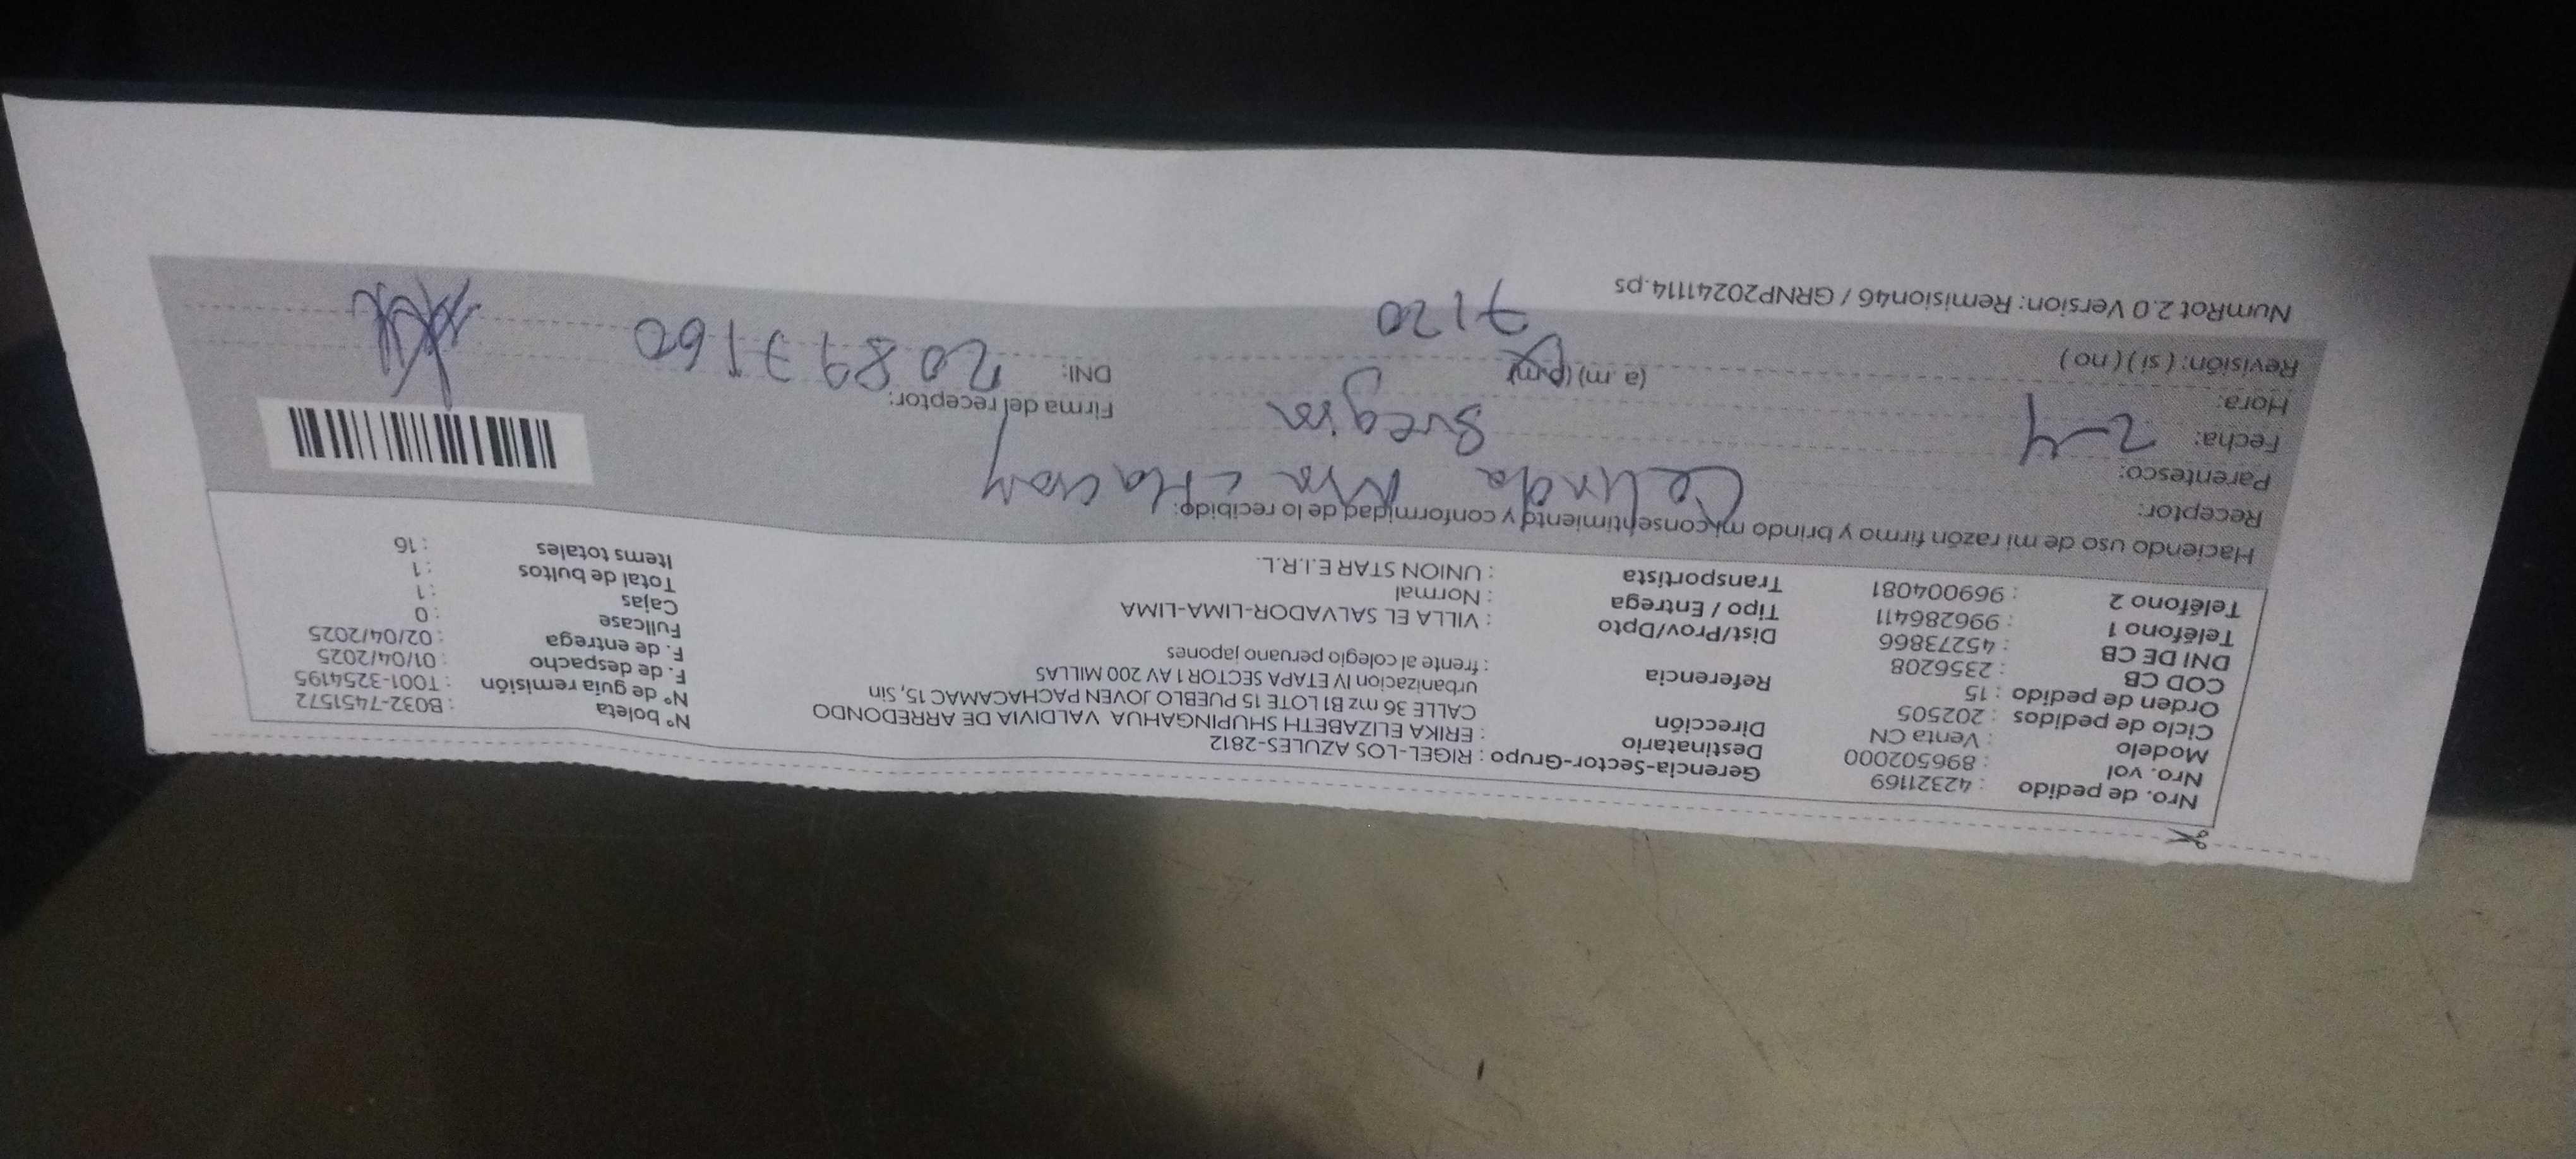 Nro. de pedido : 42321169
Nro. vol : 896502000
Modelo : Venta CN
Ciclo de pedidos : 202505
Orden de pedido : 15
COD CB : 2356208
DNI DE CB : 45273866
Teléfono 1 : 996286411
Teléfono 2 : 969004081
Gerencia-Sector-Grupo : RIGEL-LOS AZULES-2812
Destinatario : ERIKA ELIZABETH SHUPINGAHUA VALDIVIA DE ARREDONDO
Dirección CALLE 36 mz B1 LOTE 15 PUEBLO JOVEN PACHACAMAC 15, Sin
urbanizacion IV ETAPA SECTOR 1 AV 200 MILLAS
Referencia : frente al colegio peruano japones
Dist/Prov/Dpto : VILLA EL SALVADOR-LIMA-LIMA
Tipo / Entrega : Normal
Transportista : UNION STAR E.I.R.L.
N° boleta : B032-7451572
N° de guia remisión : T001-3254195
F. de despacho : 01/04/2025
F. de entrega : 02/04/2025
Fullcase : 0
Cajas : 1
Total de bultos : 1
Items totales : 16
Haciendo uso de mi razón firmo y brindo mi consentimiento y conformidad de lo recibido:
Receptor: Celinda
Parentesco:
Fecha: 2-4
Hora: (a m) (p m) 7:20
Revisión: ( si ) ( no )
Firma del receptor:
DNI: 20897160
NumRot 2.0 Version: Remision46 / GRNP20241114.ps